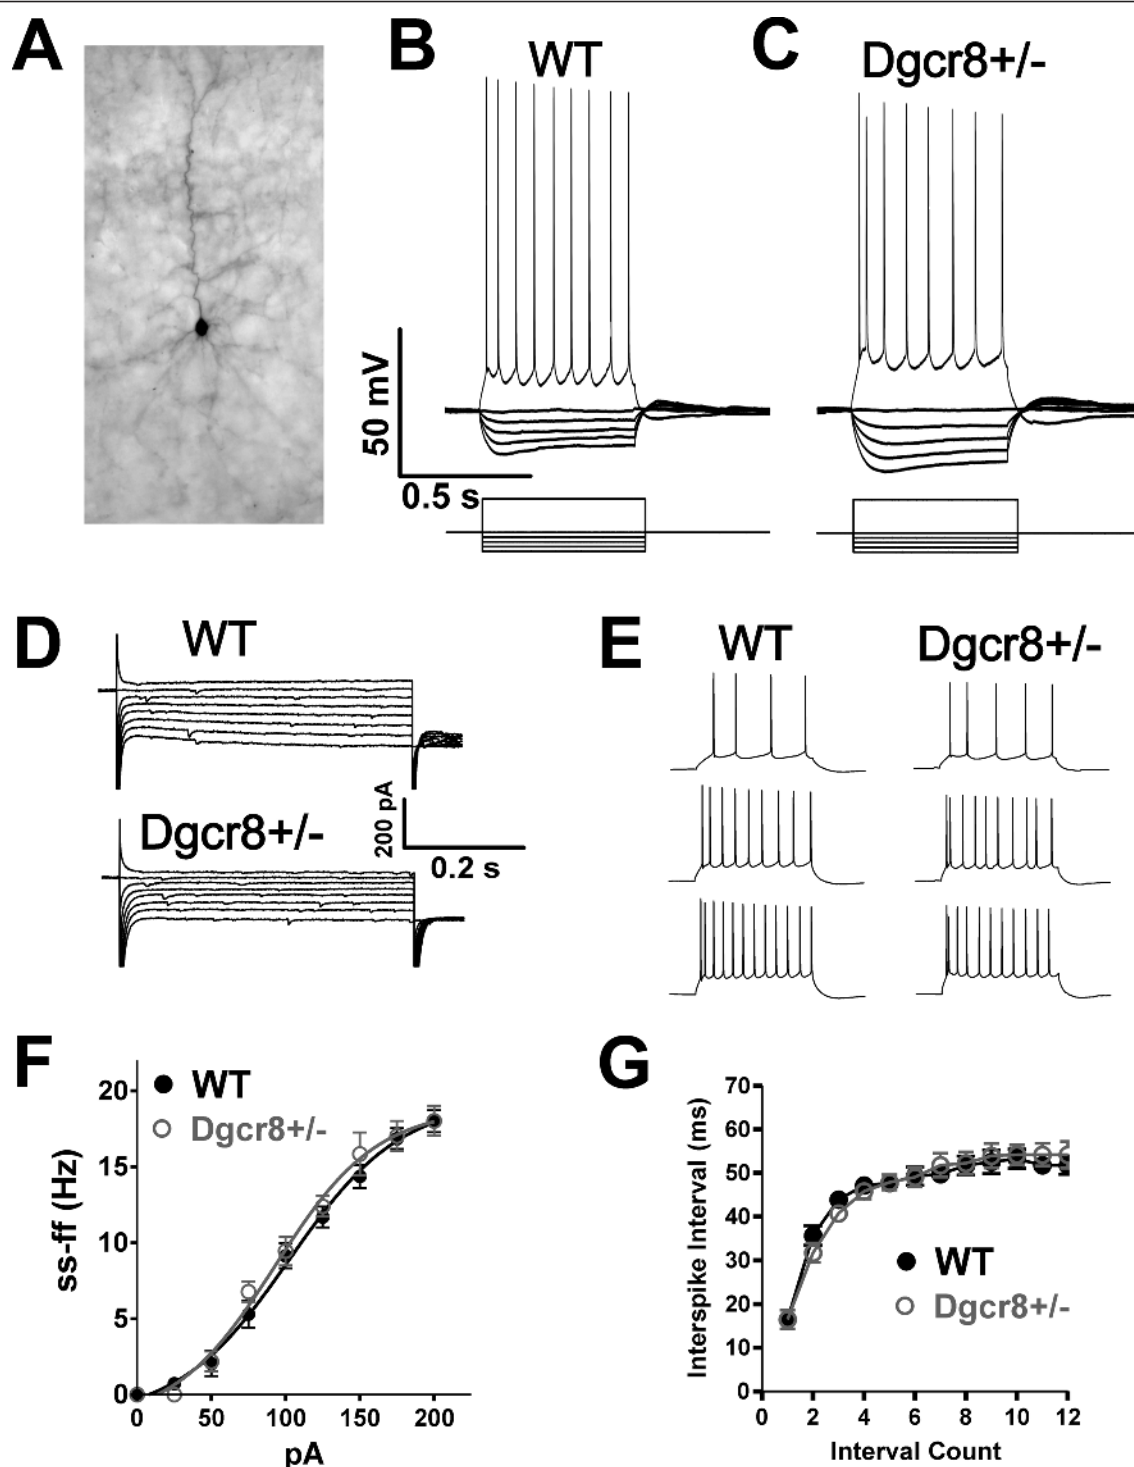 A
B
WT
C
Dgcr8+/-
50 mV
0.5 s
D
WT
Dgcr8+/-
200 pA
0.2 s
E
WT
Dgcr8+/-
F
WT
Dgcr8+/-
ss-ff (Hz)
20
15
10
5
0
0 50 100 150 200
pA
G
Interspike Interval (ms)
70
60
50
40
30
20
10
0
WT
Dgcr8+/-
0 2 4 6 8 10 12
Interval Count